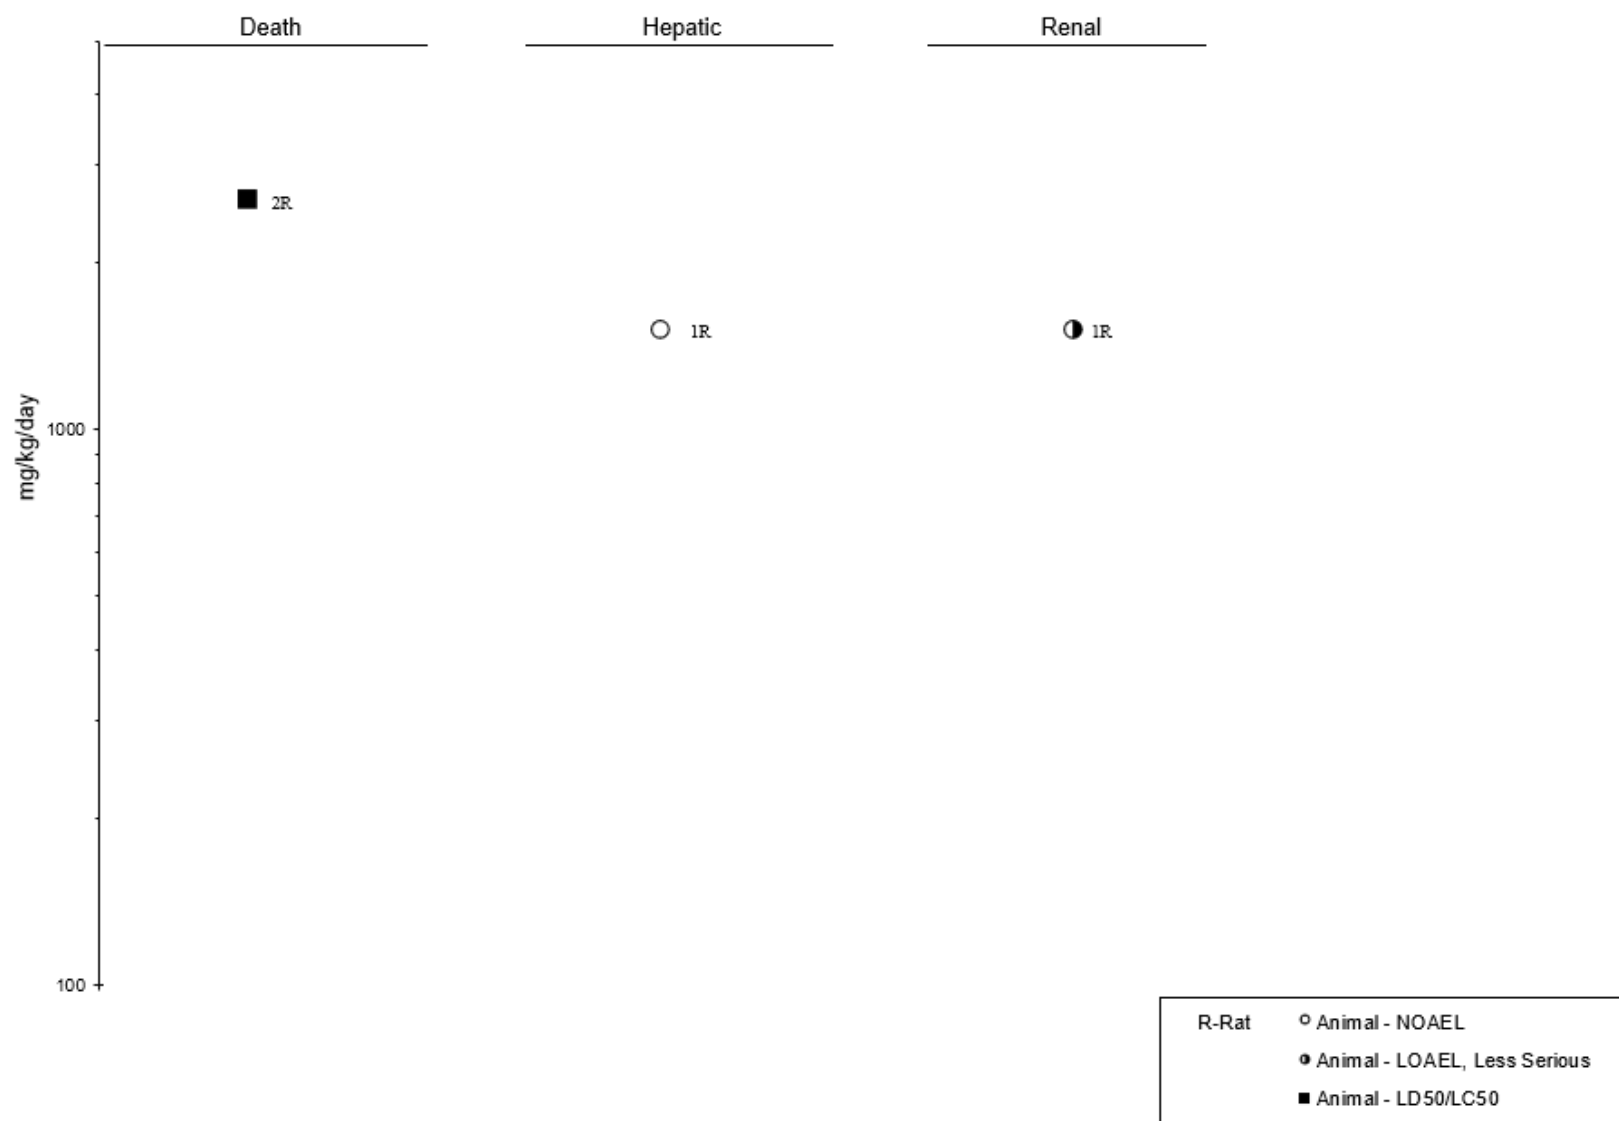 Death Hepatic Renal
2R
1R 1R
mg/kg/day
1000
100
R-Rat Animal - NOAEL
Animal - LOAEL, Less Serious
Animal - LD50/LC50